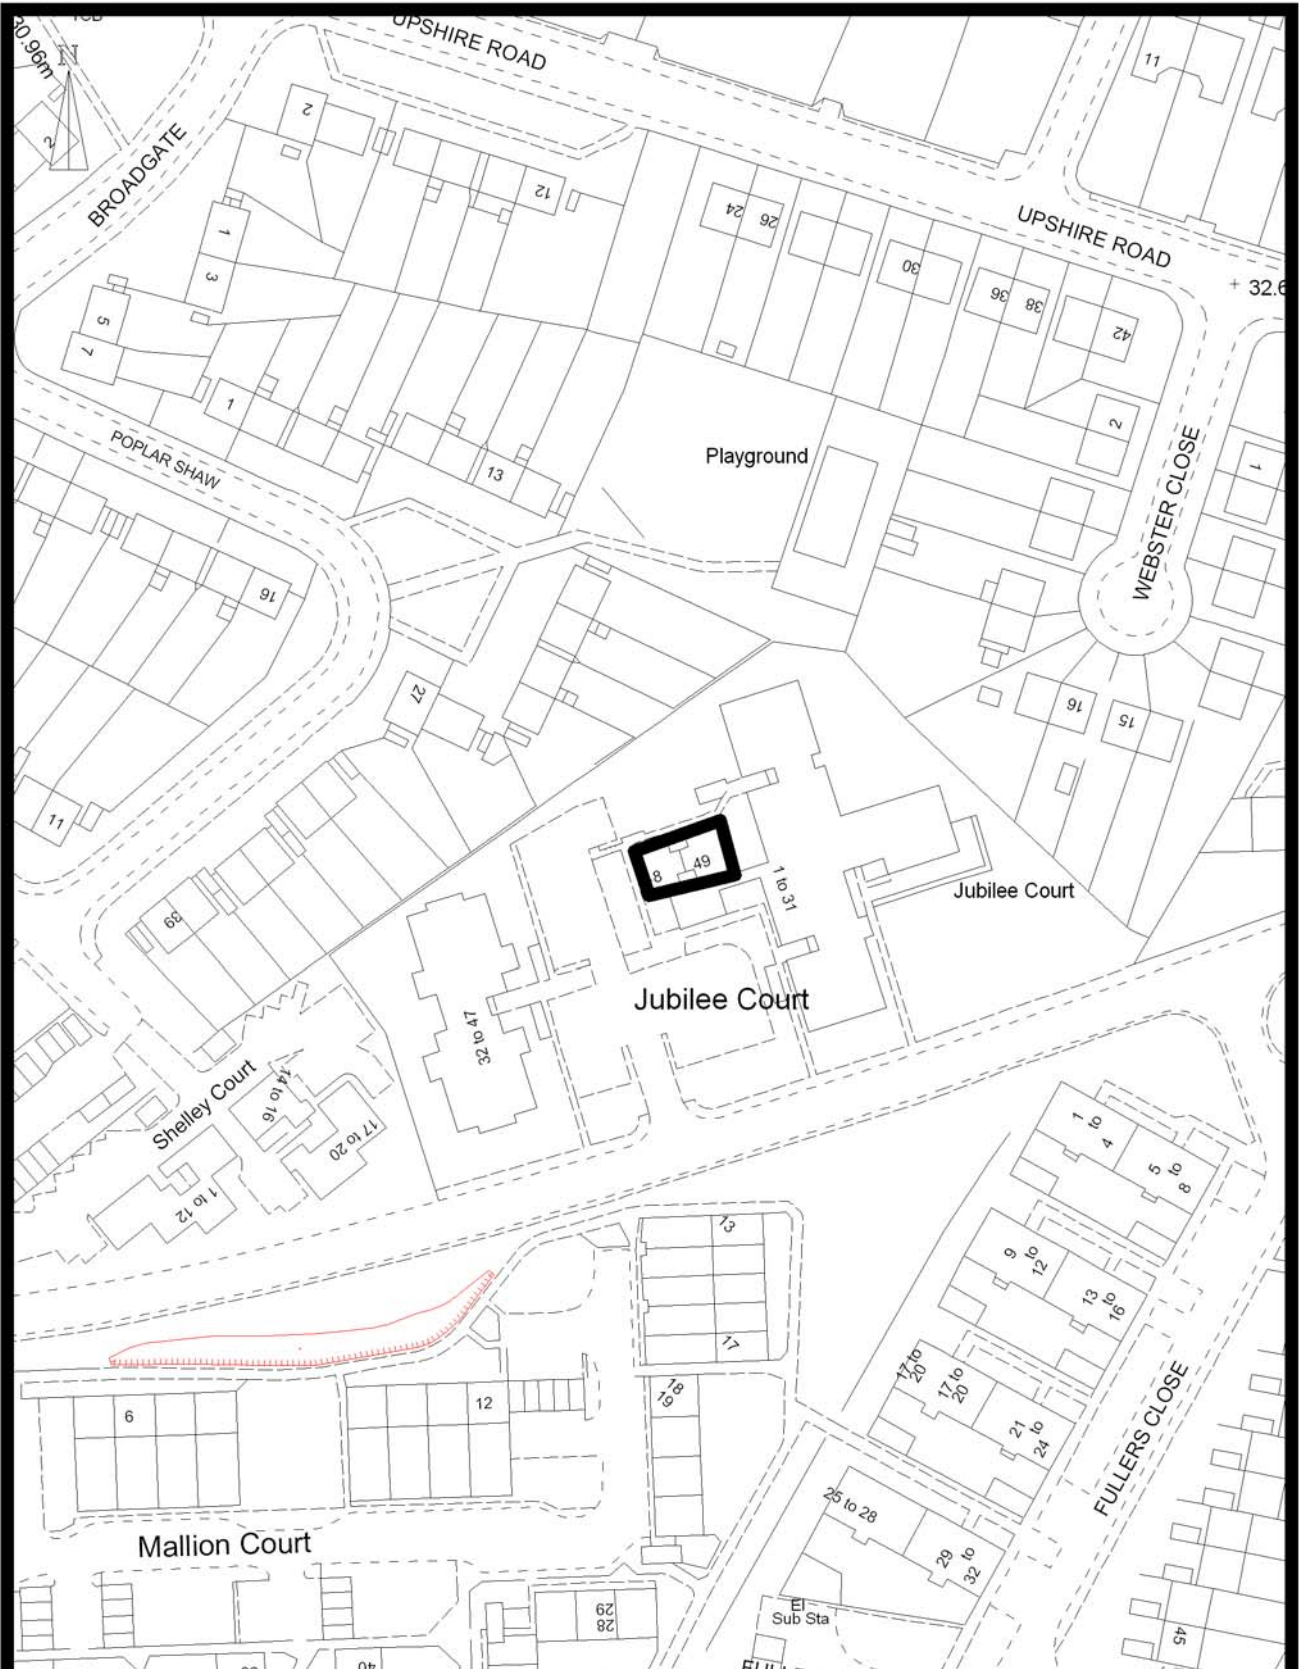 UPSHIRE ROAD
30.96m
N
11
2
2
BROADGATE
12
24
26
1
UPSHIRE ROAD
3
30
36
38
32.6
5
42
7
1
2
POPLAR SHAW
Playground
13
WEBSTER CLOSE
1
16
27
16
15
11
49
8
1 to 31
Jubilee Court
39
Jubilee Court
32 to 47
Shelley Court
14 to 16
17 to 20
1 to 12
1
to
4
5
to
8
13
9
to
12
13
to
16
17
17 to
20
17 to
20
18
19
12
6
21
to
24
FULLERS CLOSE
25 to 28
Mallion Court
29
to
32
El
Sub Sta
29
28
45
40